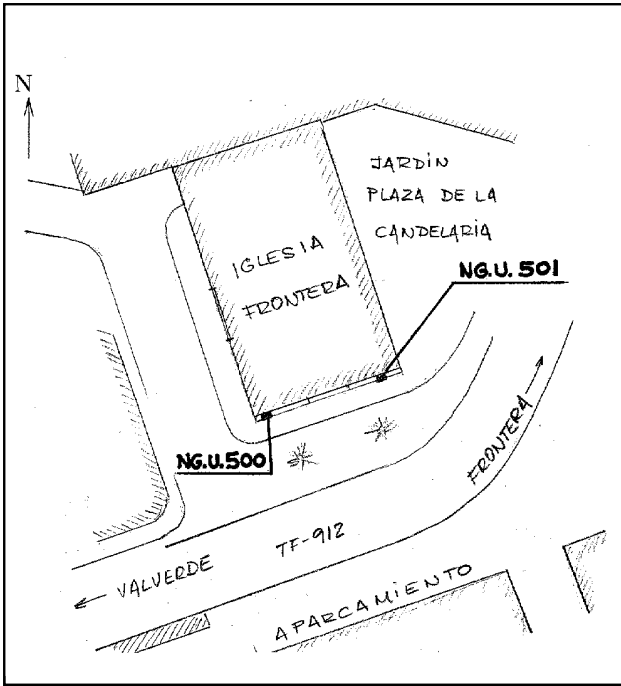 N
JARDIN
PLAZA DE LA
CANDELARIA
IGLESIA
FRONTERA
NG.U. 501
NG.U.500
FRONTERA
TF-912
VALVERDE
APARCAMIENTO